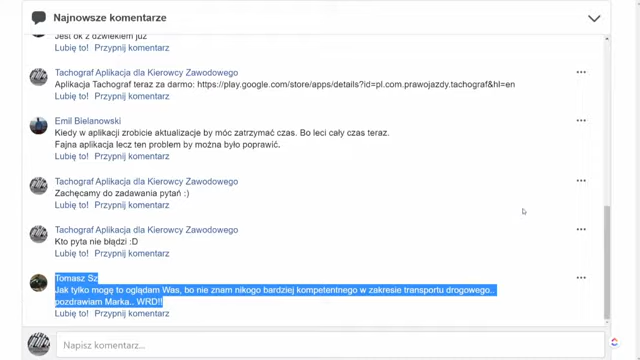 Najnowsze komentarze
Jest ok z dźwiękiem już
Lubię to! Przypnij komentarz
Tachograf Aplikacja dla Kierowcy Zawodowego
Aplikacja Tachograf teraz za darmo: https://play.google.com/store/apps/details?id=pl.com.prawojazdy.tachograf&hl=en
Lubię to! Przypnij komentarz
Emil Bielanowski
Kiedy w aplikacji zrobicie aktualizacje by móc zatrzymać czas. Bo leci cały czas teraz.
Fajna aplikacja lecz ten problem by można było poprawić.
Lubię to! Przypnij komentarz
Tachograf Aplikacja dla Kierowcy Zawodowego
Zachęcamy do zadawania pytań :)
Lubię to! Przypnij komentarz
Tachograf Aplikacja dla Kierowcy Zawodowego
Kto pyta nie błądzi :D
Lubię to! Przypnij komentarz
Tomasz Sz
Jak tylko mogę to oglądam Was, bo nie znam nikogo bardziej kompetentnego w zakresie transportu drogowego..
pozdrawiam Marka.. WRD!!
Lubię to! Przypnij komentarz
Napisz komentarz...